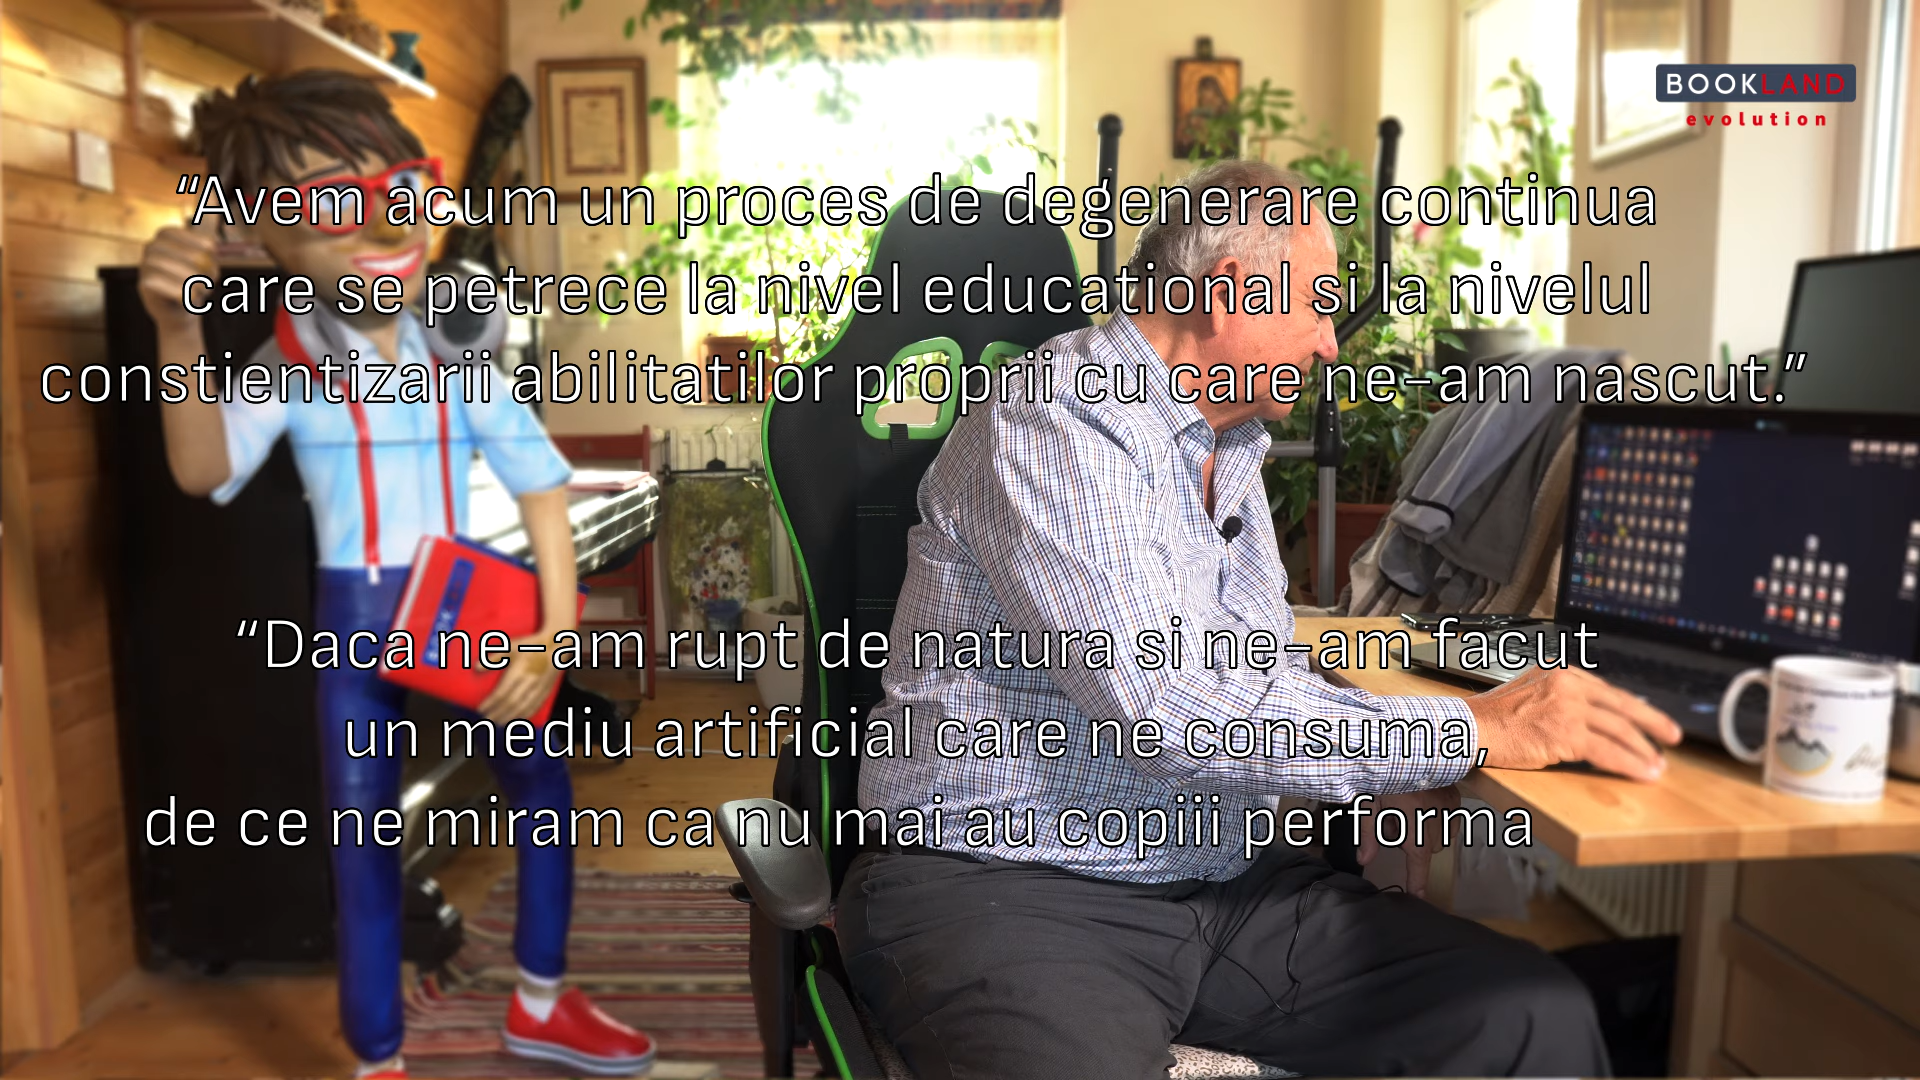 BOOKLAND
evolution
“Avem acum un proces de degenerare continua
care se petrece la nivel educational si la nivelul
constientizarii abilitatilor proprii cu care ne-am nascut.”
“Daca ne-am rupt de natura si ne-am facut
un mediu artificial care ne consuma,
de ce ne miram ca nu mai au copiii performa